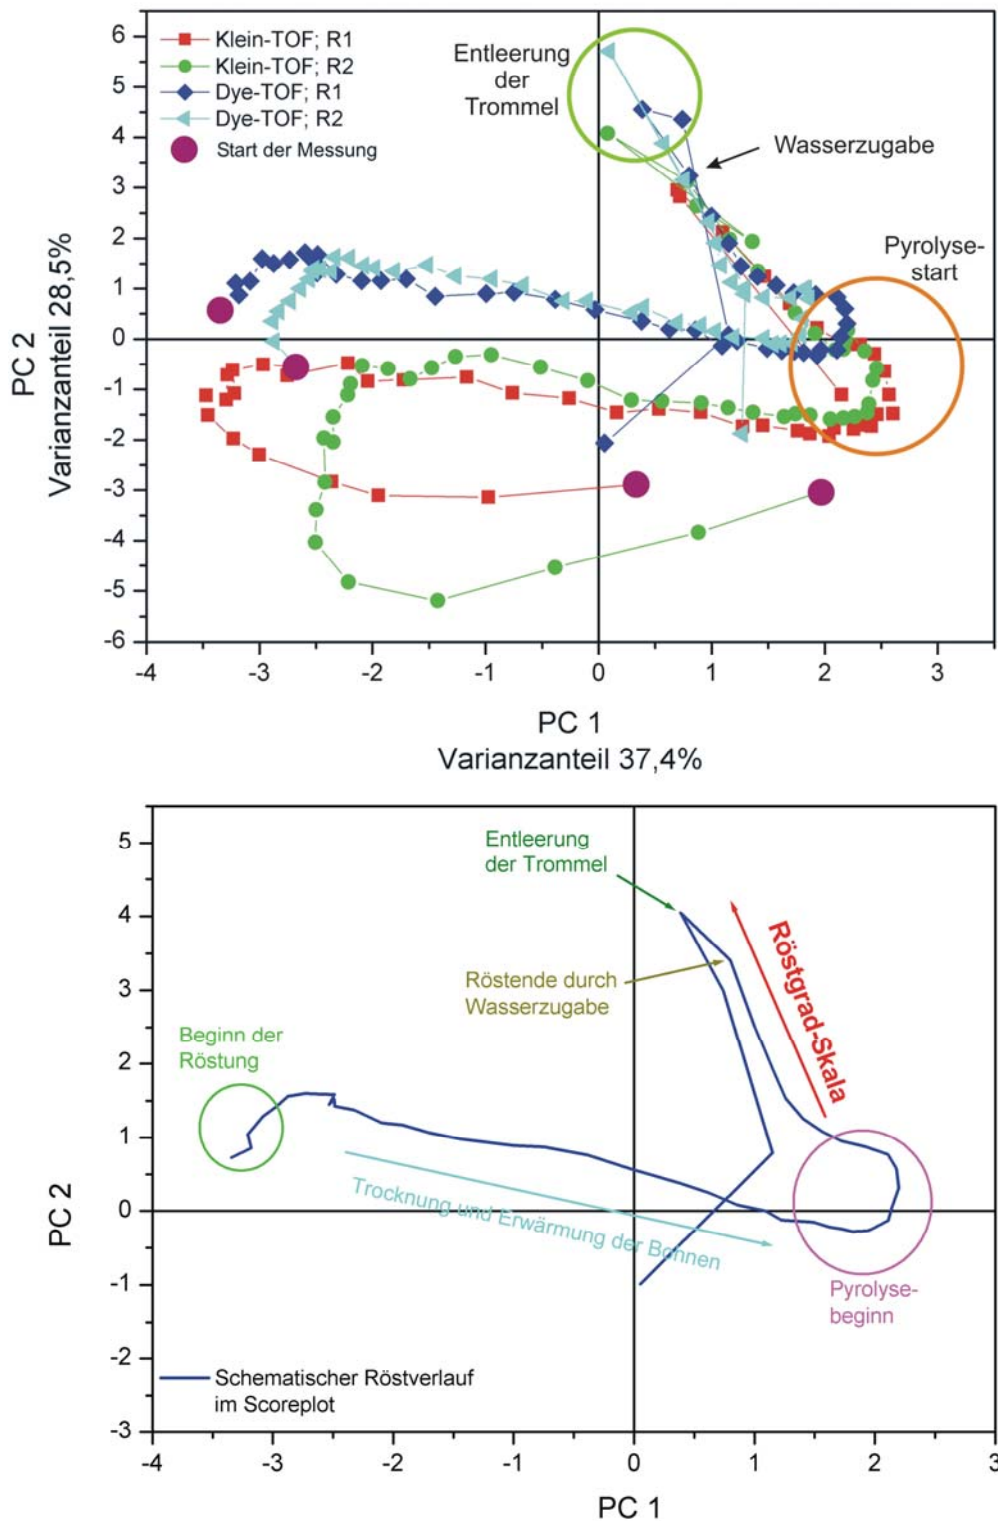 6
5
4
3
2
1
0
-1
-2
-3
-4
-5
-6
PC 2
Varianzanteil 28,5%
Klein-TOF; R1
Klein-TOF; R2
Dye-TOF; R1
Dye-TOF; R2
Start der Messung
Entleerung
der
Trommel
Wasserzugabe
Pyrolyse-
start
-4
-3
-2
-1
0
1
2
3
PC 1
Varianzanteil 37,4%
5
4
3
2
1
0
-1
-2
-3
PC 2
Entleerung
der Trommel
Röstende durch
Wasserzugabe
Röstgrad-Skala
Beginn der
Röstung
Trocknung und Erwärmung der Bohnen
Pyrolyse-
beginn
Schematischer Röstverlauf
im Scoreplot
-4
-3
-2
-1
0
1
2
3
PC 1